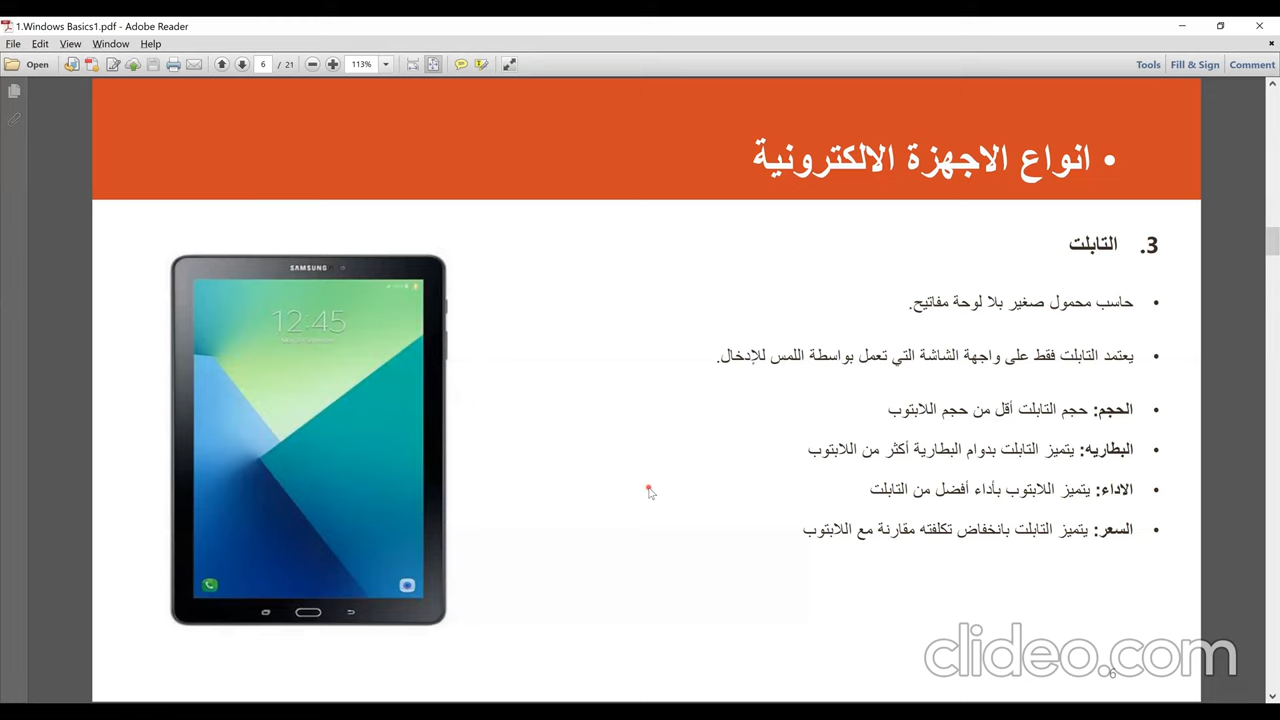 1.Windows Basics1.pdf - Adobe Reader
File Edit View Window Help
Open 6 / 21 113% Tools Fill & Sign Comment
• انواع الاجهزة الالكترونية
3. التابلت
• حاسب محمول صغير بلا لوحة مفاتيح.
• يعتمد التابلت فقط على واجهة الشاشة التي تعمل بواسطة اللمس للإدخال.
• الحجم: حجم التابلت أقل من حجم اللابتوب
• البطاريه: يتميز التابلت بدوام البطارية أكثر من اللابتوب
• الاداء: يتميز اللابتوب بأداء أفضل من التابلت
• السعر: يتميز التابلت بانخفاض تكلفته مقارنة مع اللابتوب
SAMSUNG
12:45
clideo.com
6